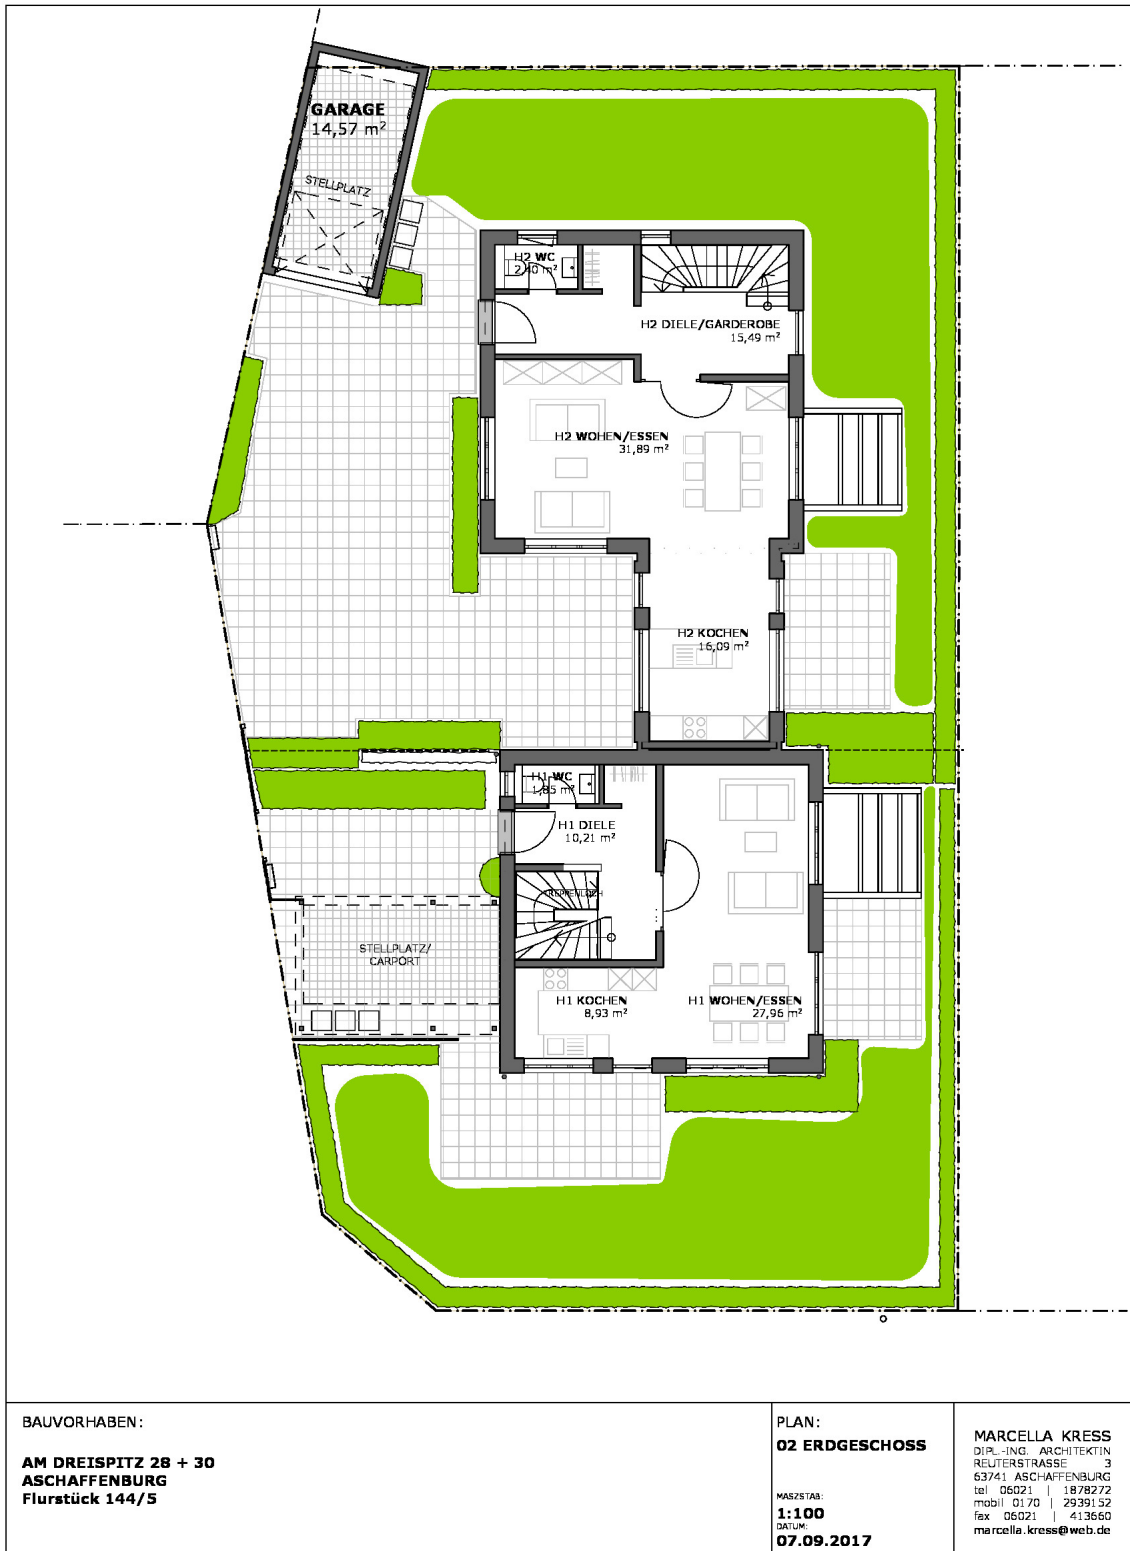 GARAGE
14,57 m²
STELLPLATZ
H2 WC
2,40 m²
H2 DIELE/GARDEROBE
15,49 m²
H2 WOHEN/ESSEN
31,89 m²
H2 KOCHEN
16,09 m²
H1 WC
1,85 m²
H1 DIELE
10,21 m²
TREPPENLOCH
STELLPLATZ/
CARPORT
H1 KOCHEN
8,93 m²
H1 WOHEN/ESSEN
27,96 m²
BAUVORHABEN:
AM DREISPITZ 28 + 30
ASCHAFFENBURG
Flurstück 144/5
PLAN:
02 ERDGESCHOSS
MASZSTAB:
1:100
DATUM:
07.09.2017
MARCELLA KRESS
DIPL.-ING. ARCHITEKTIN
REUTERSTRASSE 3
63741 ASCHAFFENBURG
tel 06021 | 1878272
mobil 0170 | 2939152
fax 06021 | 413660
marcella.kress@web.de